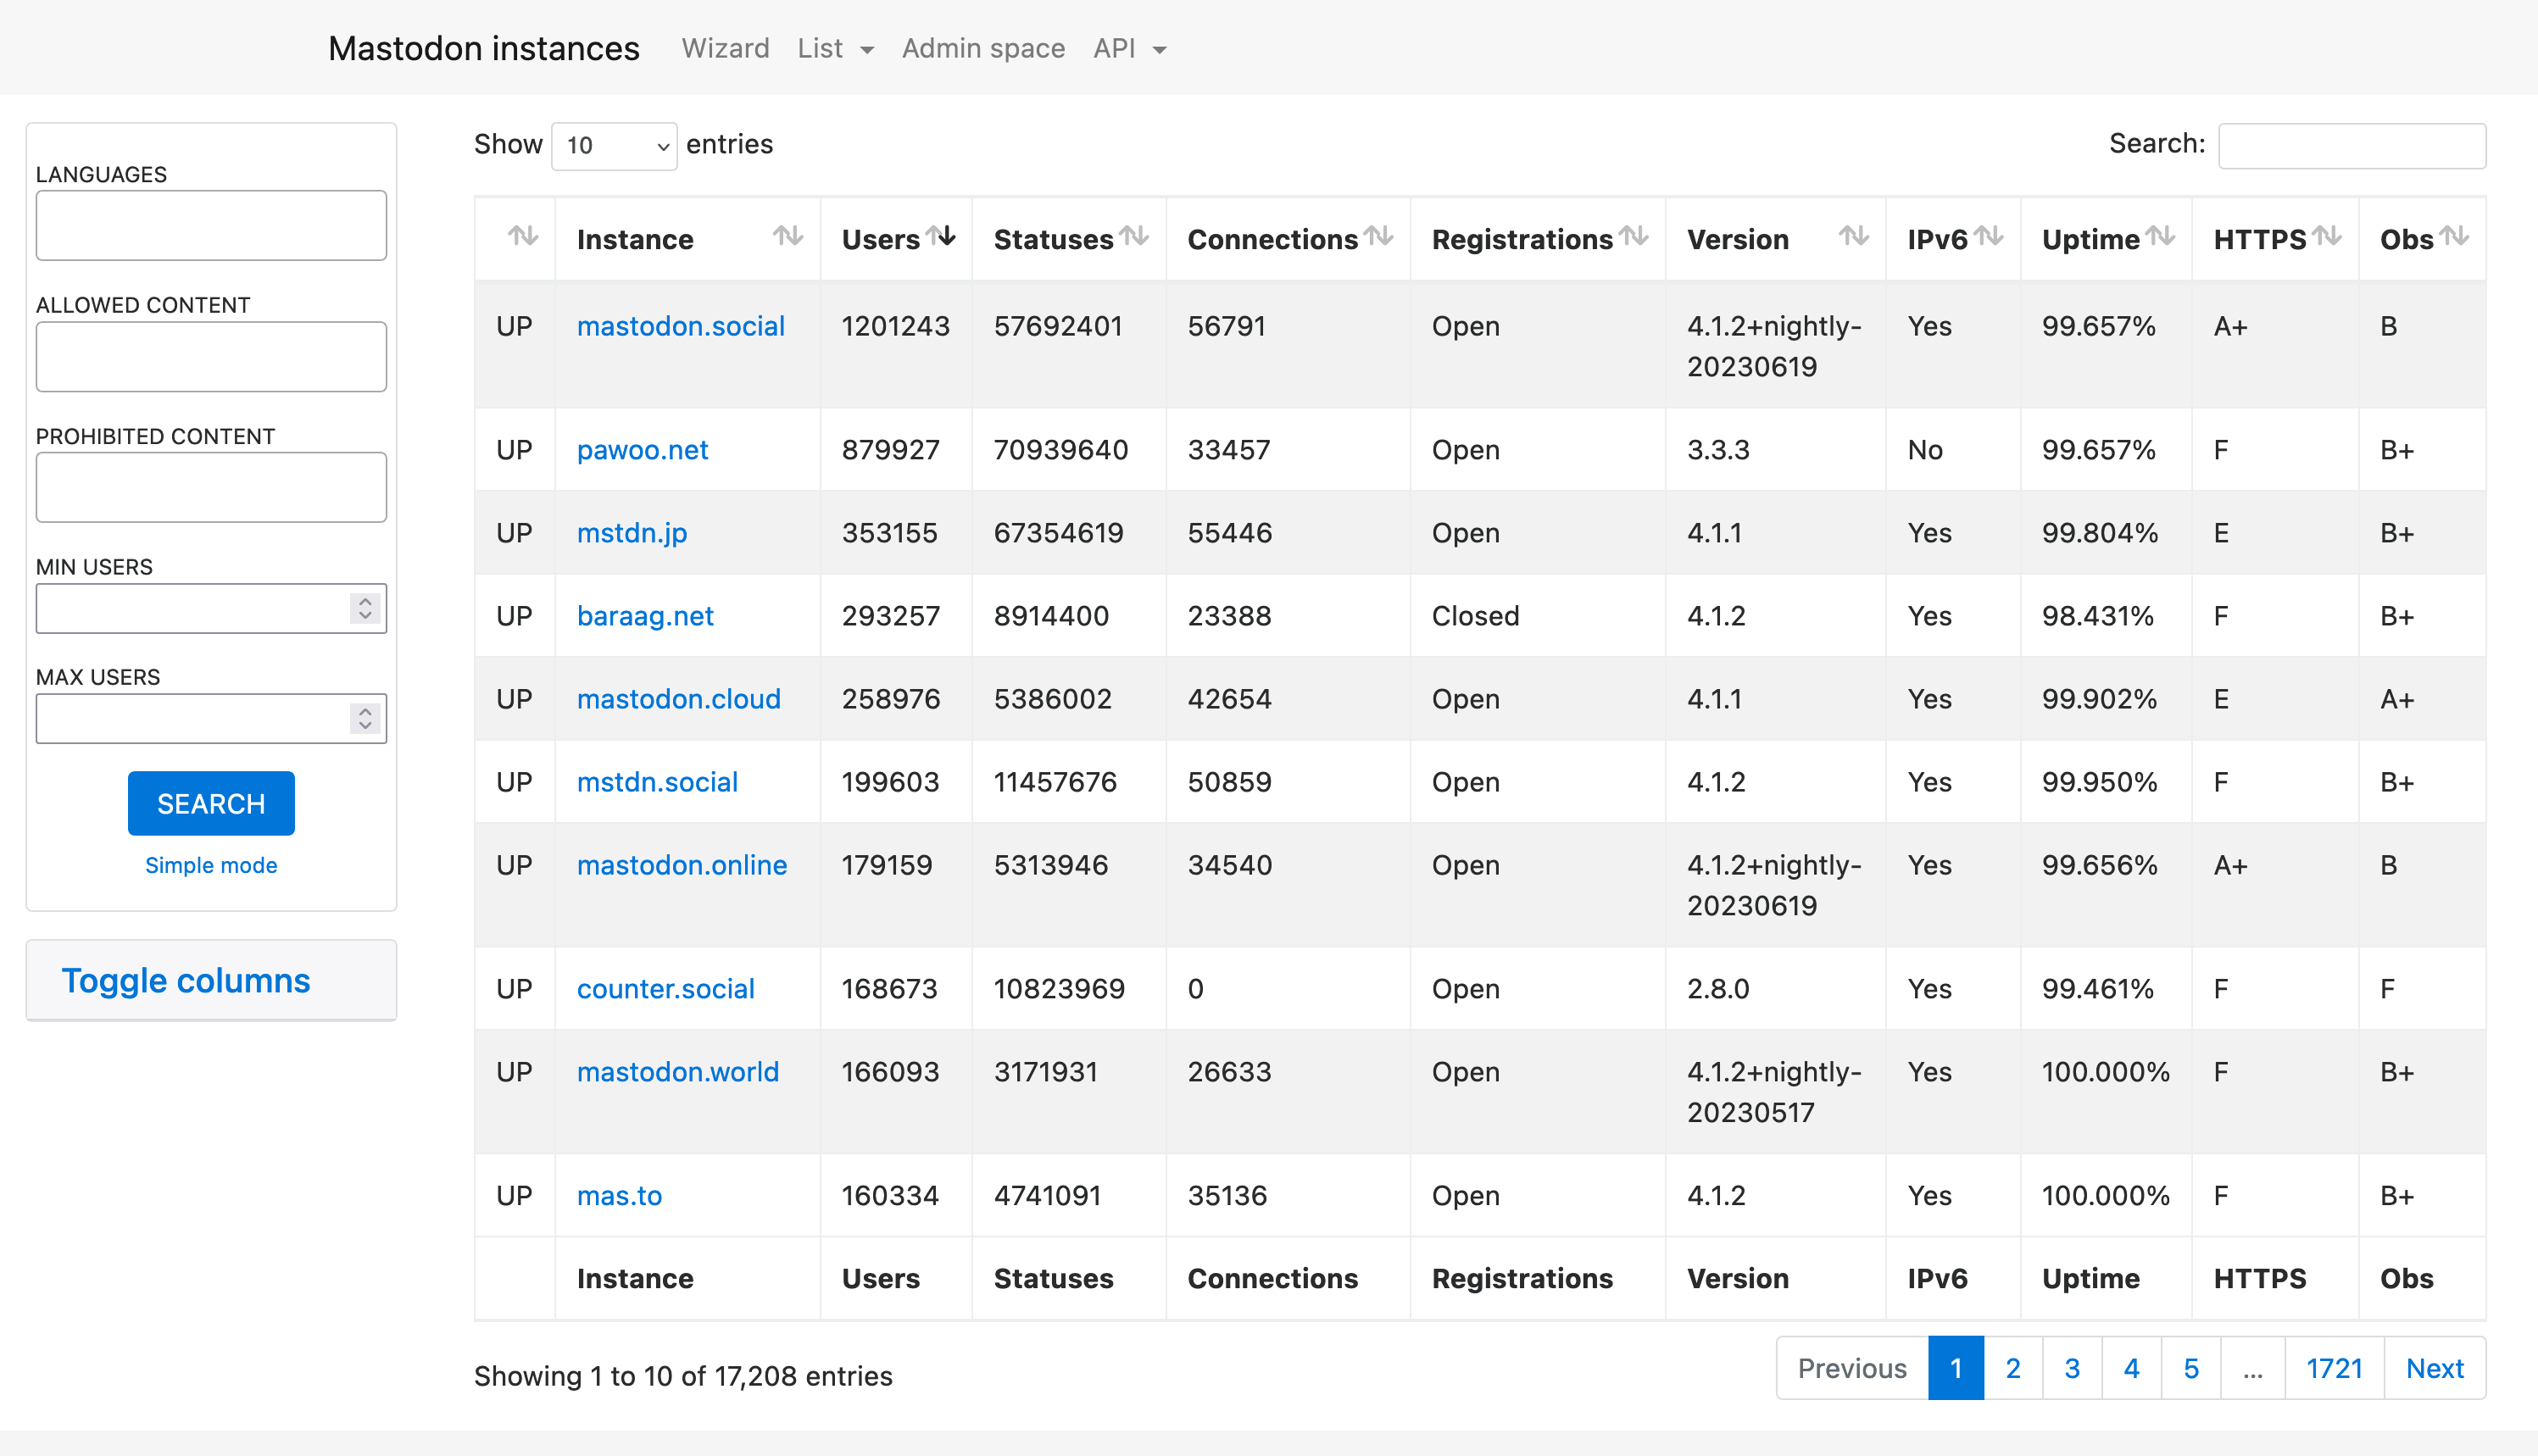 Mastodon instances Wizard List Admin space API
LANGUAGES
ALLOWED CONTENT
PROHIBITED CONTENT
MIN USERS
MAX USERS
SEARCH
Simple mode
Toggle columns
Show 10 entries
Search:
Instance Users Statuses Connections Registrations Version IPv6 Uptime HTTPS Obs
UP mastodon.social 1201243 57692401 56791 Open 4.1.2+nightly- Yes 99.657% A+ B
20230619
UP pawoo.net 879927 70939640 33457 Open 3.3.3 No 99.657% F B+
UP mstdn.jp 353155 67354619 55446 Open 4.1.1 Yes 99.804% E B+
UP baraag.net 293257 8914400 23388 Closed 4.1.2 Yes 98.431% F B+
UP mastodon.cloud 258976 5386002 42654 Open 4.1.1 Yes 99.902% E A+
UP mstdn.social 199603 11457676 50859 Open 4.1.2 Yes 99.950% F B+
UP mastodon.online 179159 5313946 34540 Open 4.1.2+nightly- Yes 99.656% A+ B
20230619
UP counter.social 168673 10823969 0 Open 2.8.0 Yes 99.461% F F
UP mastodon.world 166093 3171931 26633 Open 4.1.2+nightly- Yes 100.000% F B+
20230517
UP mas.to 160334 4741091 35136 Open 4.1.2 Yes 100.000% F B+
Instance Users Statuses Connections Registrations Version IPv6 Uptime HTTPS Obs
Showing 1 to 10 of 17,208 entries
Previous 1 2 3 4 5 ... 1721 Next